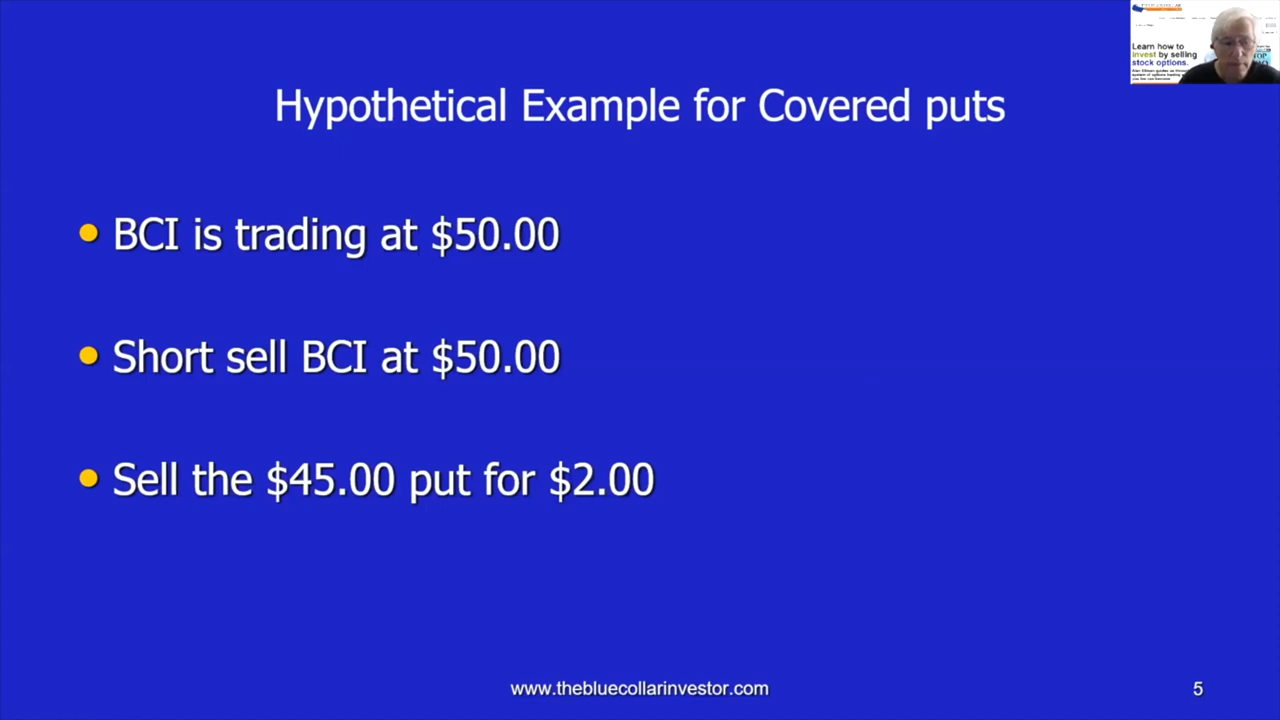 Learn how to
invest by selling
stock options.
Hypothetical Example for Covered puts
BCI is trading at $50.00
Short sell BCI at $50.00
Sell the $45.00 put for $2.00
www.thebluecollarinvestor.com
5